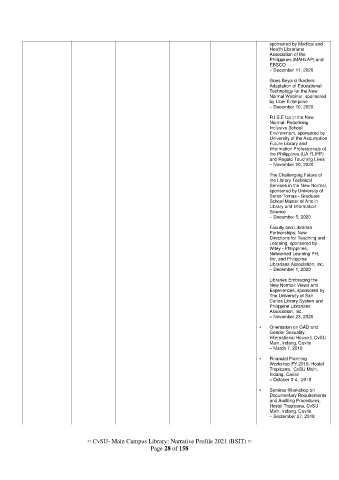 sponsored by Medical and
Health Librarians
Association of the
Philippines (MAHLAP) and
EBSCO
– December 11, 2020
Goes Beyond Borders:
Adaptation of Educational
Technology for the New
Normal Webinar, sponsored
by Liber Enterprise
– December 10, 2020
R.I.S.E Up in the New
Normal: Redefining
Inclusive School
Environment, sponsored by
University of the Assumption
Future Library and
Information Professionals of
the Philippines (UA FLIPP)
and Regalo Touching Lives
– November 20, 2020
The Challenging Future of
the Library Technical
Services in the New Normal,
sponsored by University of
Santo Tomas - Graduate
School Master of Arts in
Library and Information
Science
– December 5, 2020
Faculty and Librarian
Partnerships: New
Directions for Teaching and
Learning, sponsored by
Wiley - Philippines,
Networked Learning PH,
Inc. and Philippine
Librarians Association, Inc.
– December 1, 2020
Libraries Embracing the
New Normal: Views and
Experiences, sponsored by
The University of San
Carlos Library System and
Philippine Librarians
Association, Inc.
– November 23, 2020
• Orientation on GAD and
Gender Sexuality,
International House I, CvSU
Main, Indang, Cavite
– March 7, 2019
• Financial Planning
Workshop FY 2019, Hostel
Tropicana, CvSU Main,
Indang, Cavite
– October 3-4, 2018
• Seminar-Workshop on
Documentary Requirements
and Auditing Procedures,
Hostel Tropicana, CvSU
Main, Indang, Cavite
– September 27, 2018
≈ CvSU- Main Campus Library: Narrative Profile 2021 (BSIT) ≈
Page 28 of 158